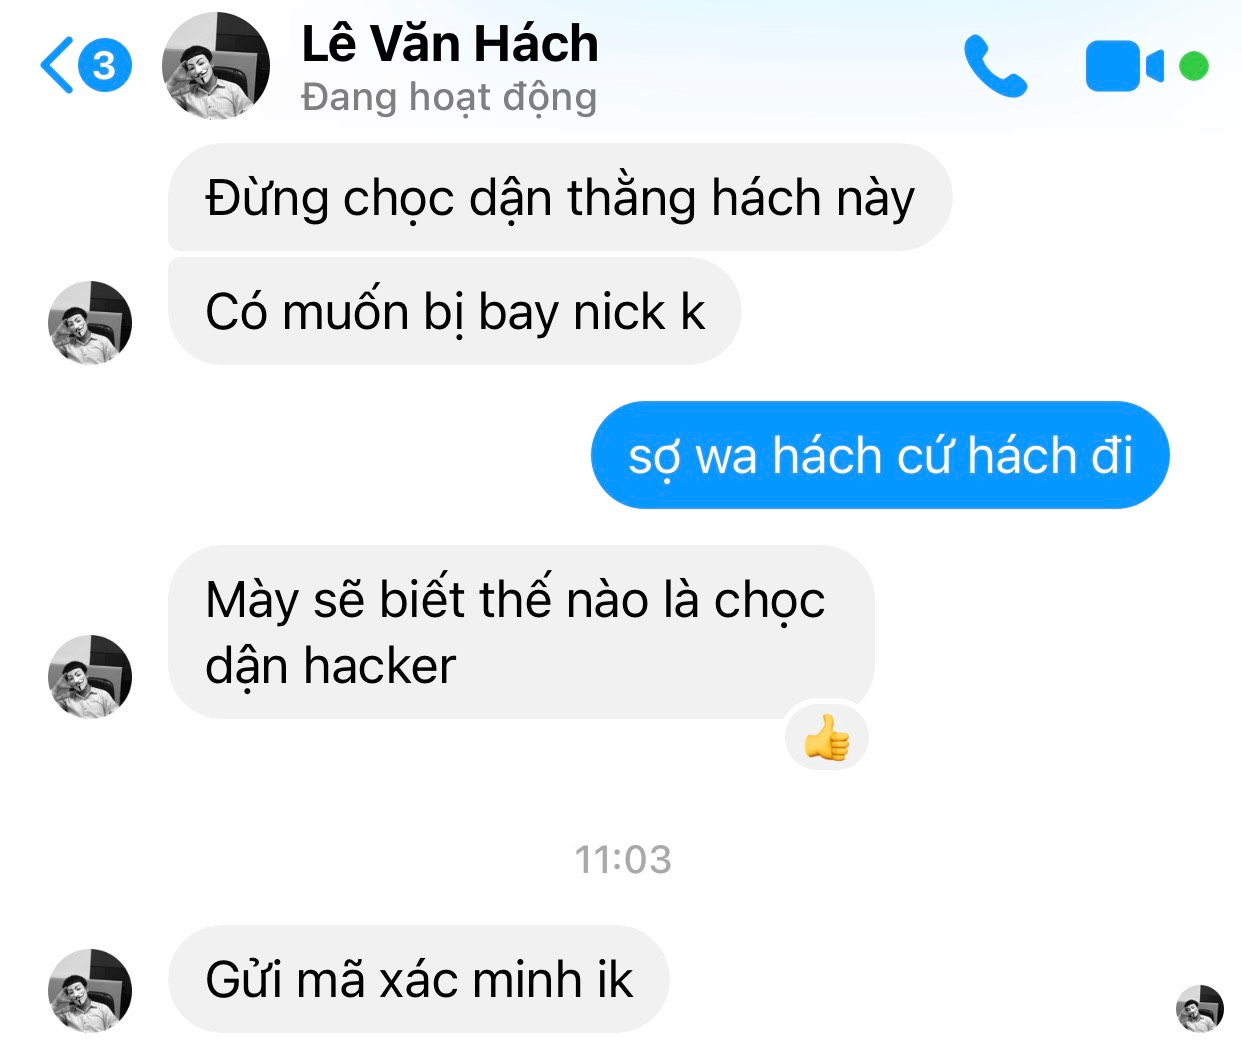 3
Lê Văn Hách
Đang hoạt động
Đừng chọc dận thằng hách này
Có muốn bị bay nick k
sợ wa hách cứ hách đi
Mày sẽ biết thế nào là chọc
dận hacker
11:03
Gửi mã xác minh ik